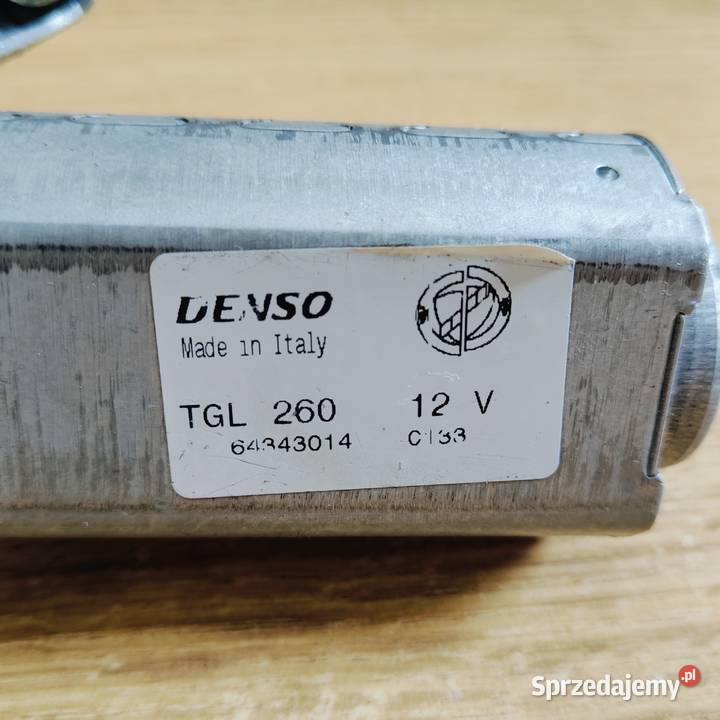 DENSO
Made in Italy
TGL 260 12 V
64343014 C133
Sprzedajemy.pl